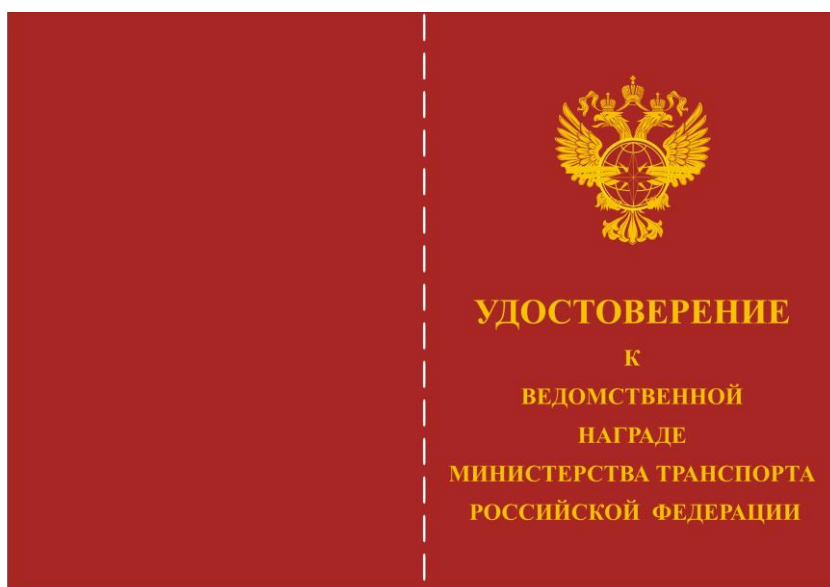 УДОСТОВЕРЕНИЕ
К
ВЕДОМСТВЕННОЙ
НАГРАДЕ
МИНИСТЕРСТВА ТРАНСПОРТА
РОССИЙСКОЙ ФЕДЕРАЦИИ